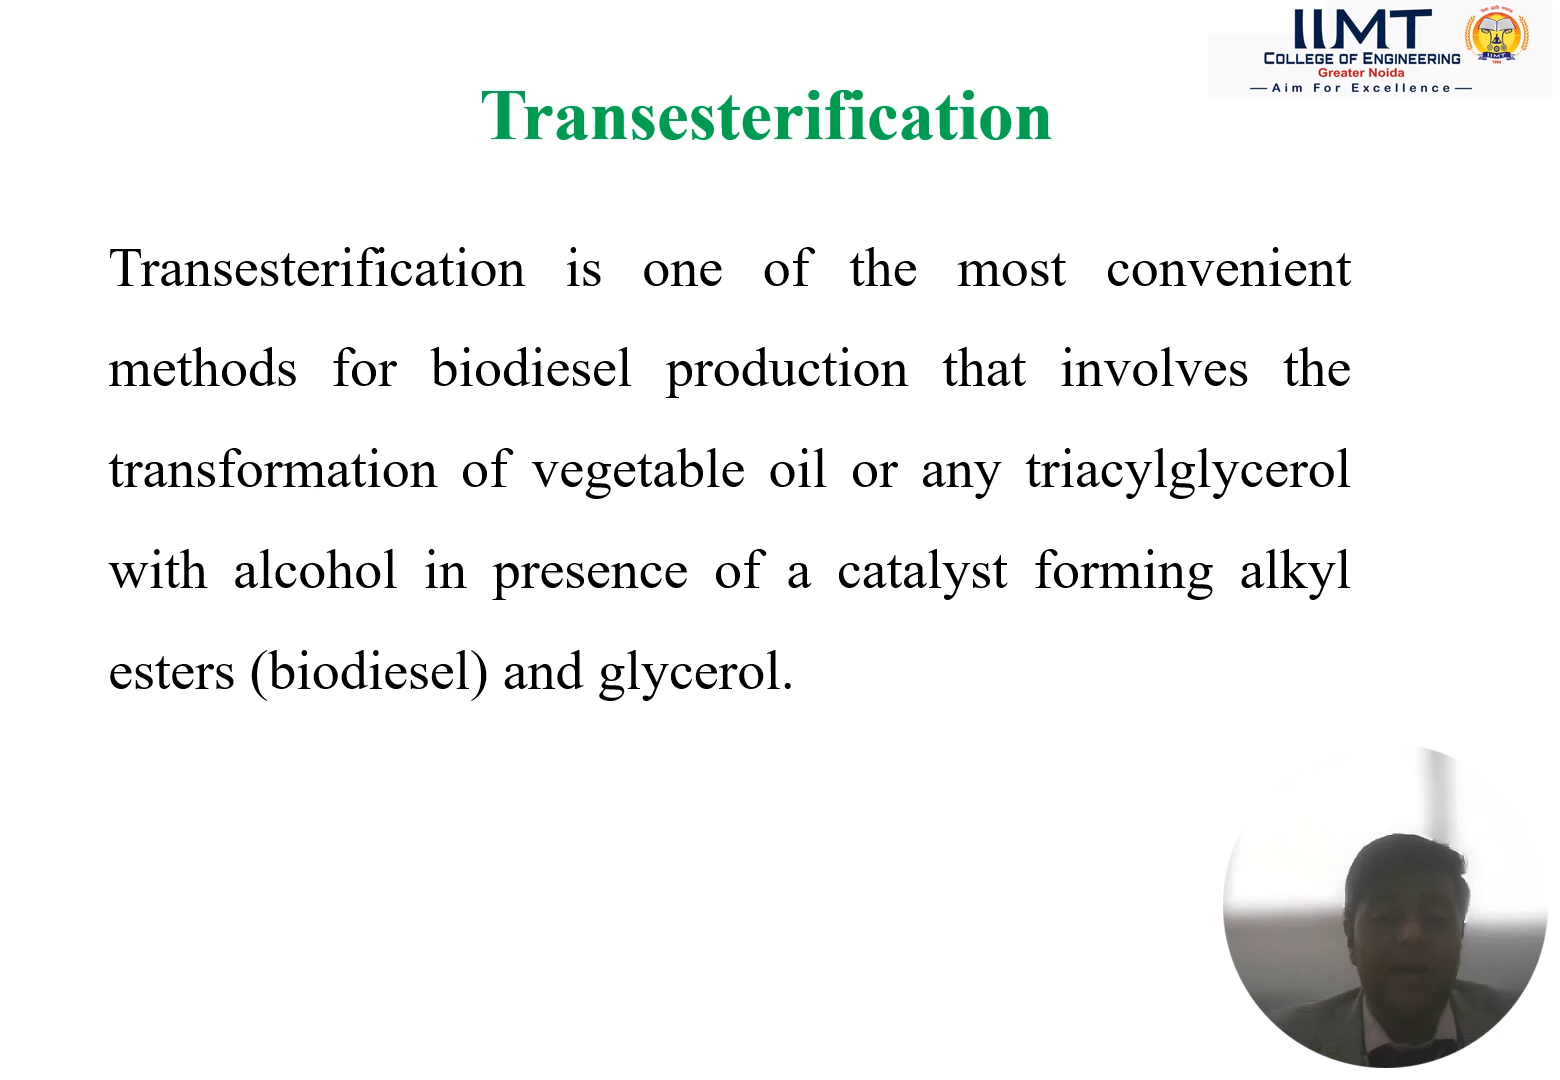 IIMT
COLLEGE OF ENGINEERING
Greater Noida
Aim For Excellence
Transesterification
Transesterification is one of the most convenient
methods for biodiesel production that involves the
transformation of vegetable oil or any triacylglycerol
with alcohol in presence of a catalyst forming alkyl
esters (biodiesel) and glycerol.